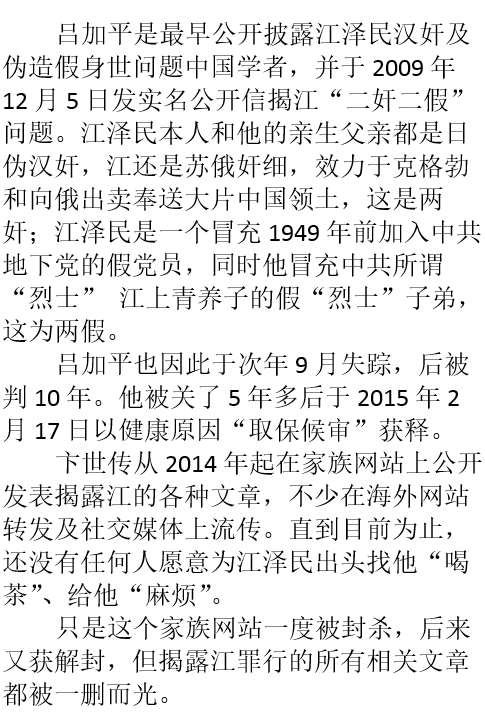 吕加平是最早公开披露江泽民汉奸及
伪造假身世问题中国学者，并于 2009 年
12 月 5 日发实名公开信揭江“二奸二假”
问题。江泽民本人和他的亲生父亲都是日
伪汉奸，江还是苏俄奸细，效力于克格勃
和向俄出卖奉送大片中国领土，这是两
奸；江泽民是一个冒充 1949 年前加入中共
地下党的假党员，同时他冒充中共所谓
“烈士” 江上青养子的假“烈士”子弟，
这为两假。
吕加平也因此于次年 9 月失踪，后被
判 10 年。他被关了 5 年多后于 2015 年 2
月 17 日以健康原因“取保候审”获释。
卞世传从 2014 年起在家族网站上公开
发表揭露江的各种文章，不少在海外网站
转发及社交媒体上流传。直到目前为止，
还没有任何人愿意为江泽民出头找他“喝
茶”、给他“麻烦”。
只是这个家族网站一度被封杀，后来
又获解封，但揭露江罪行的所有相关文章
都被一删而光。